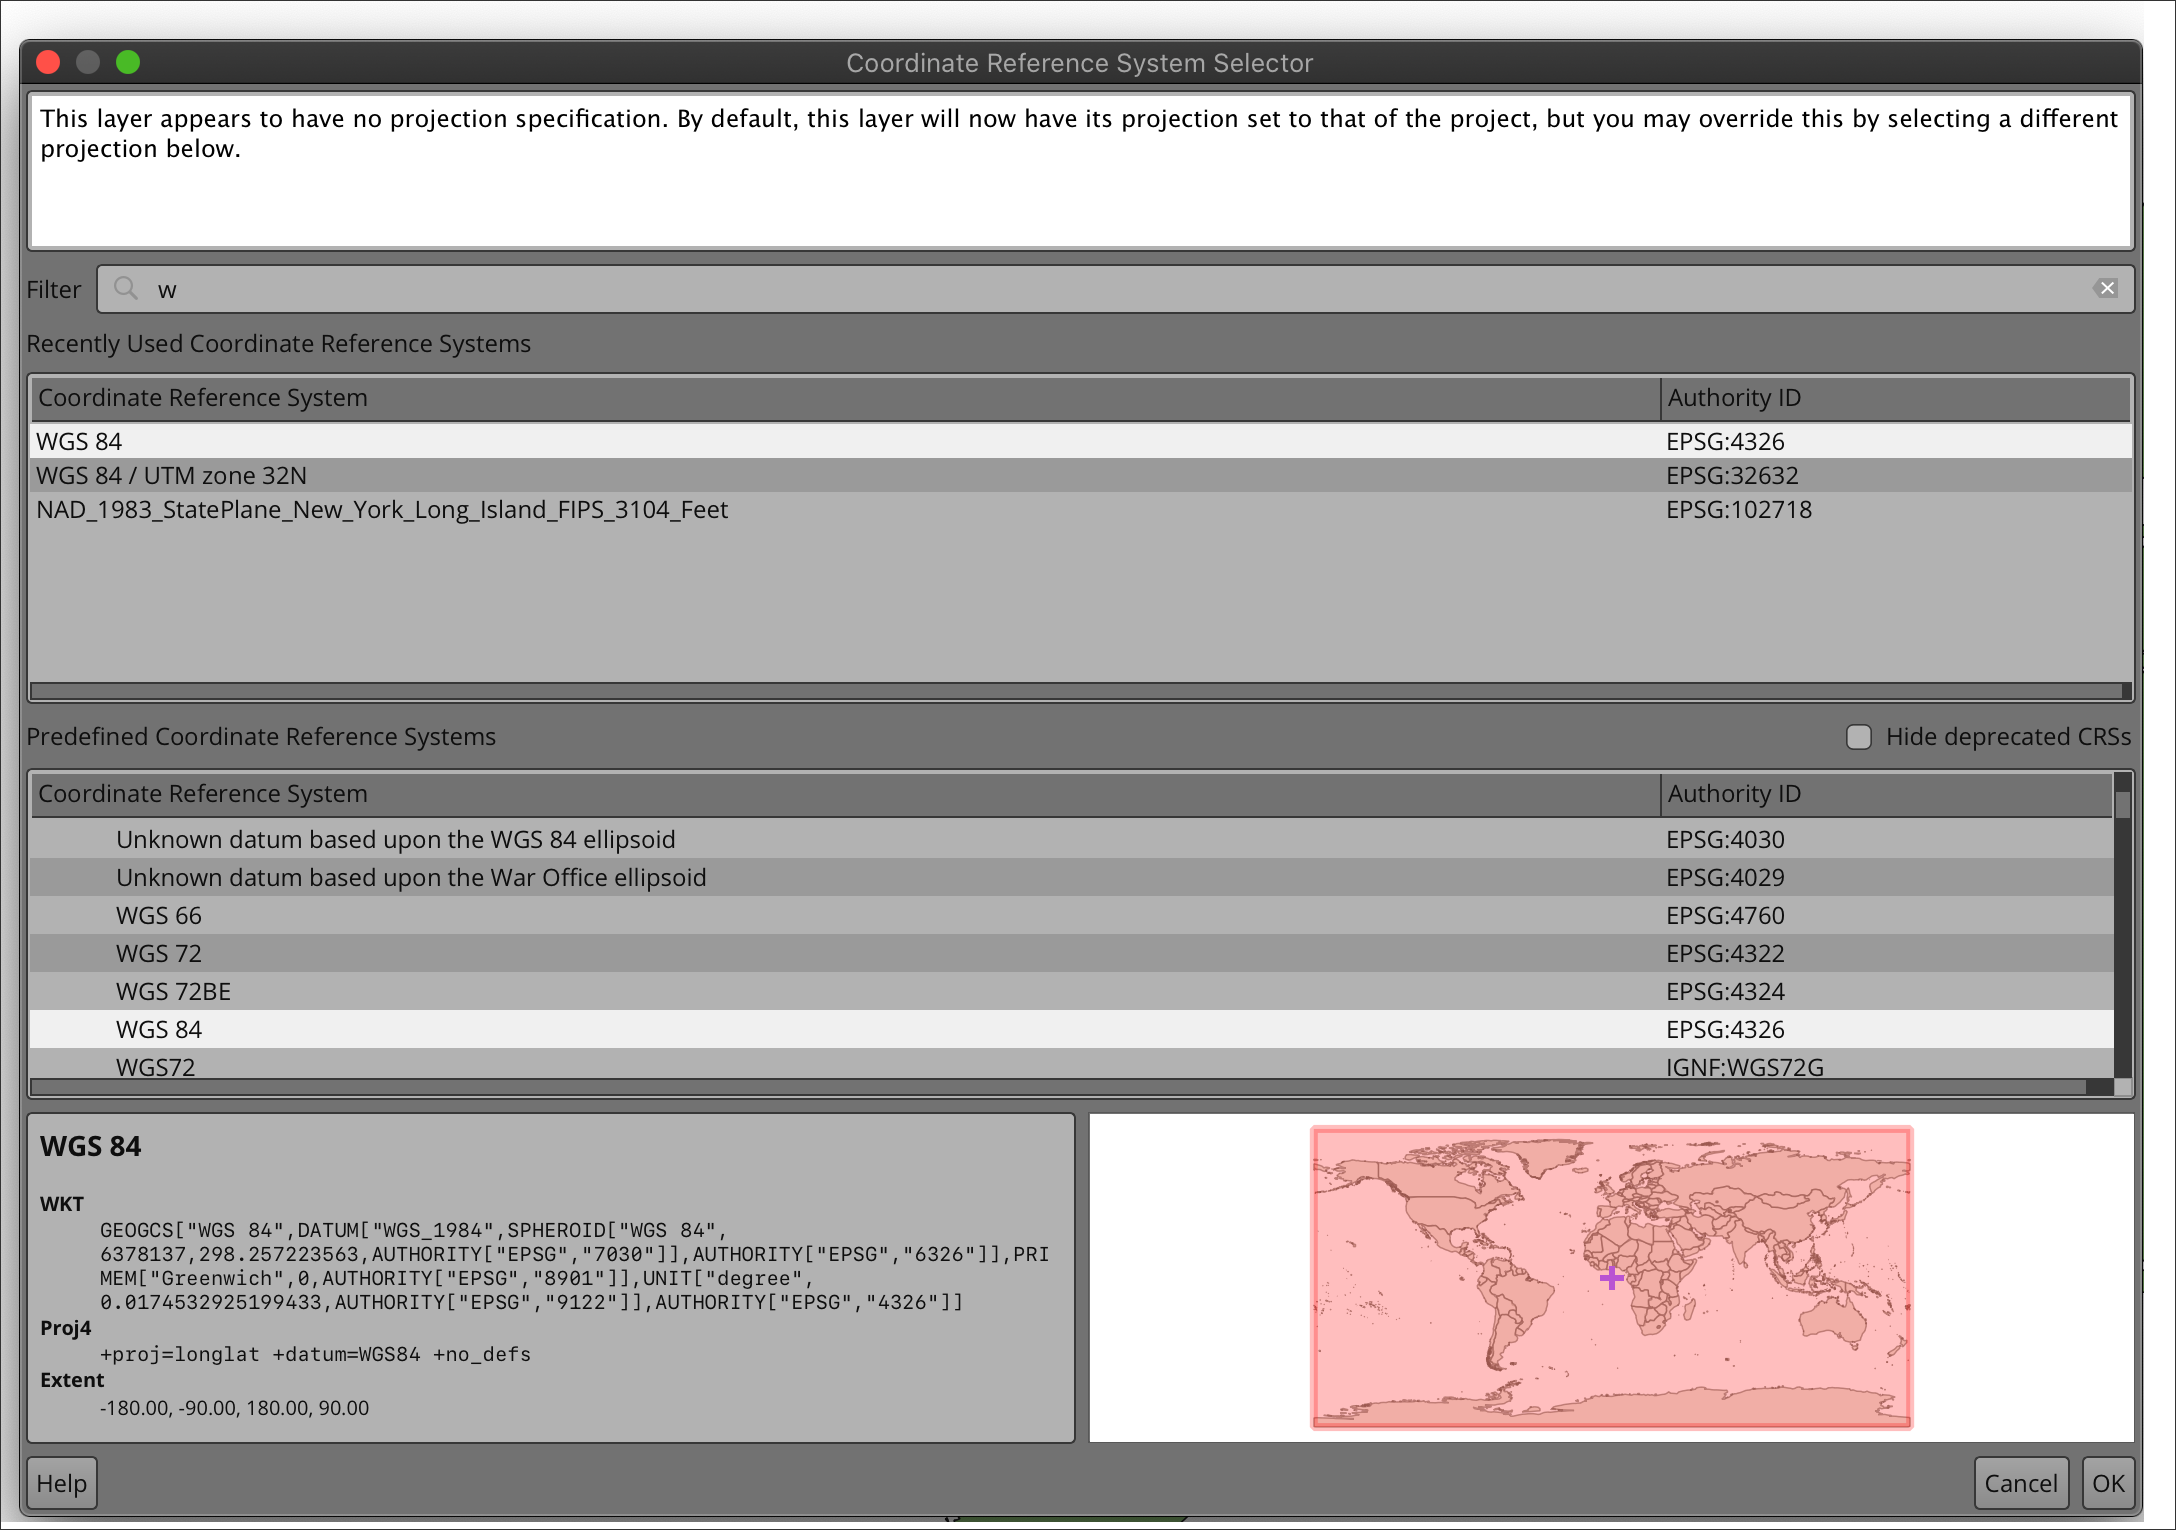 Coordinate Reference System Selector
This layer appears to have no projection specification. By default, this layer will now have its projection set to that of the project, but you may override this by selecting a different
projection below.
Filter w
Recently Used Coordinate Reference Systems
Coordinate Reference System Authority ID
WGS 84 EPSG:4326
WGS 84 / UTM zone 32N EPSG:32632
NAD_1983_StatePlane_New_York_Long_Island_FIPS_3104_Feet EPSG:102718
Predefined Coordinate Reference Systems Hide deprecated CRSs
Coordinate Reference System Authority ID
Unknown datum based upon the WGS 84 ellipsoid EPSG:4030
Unknown datum based upon the War Office ellipsoid EPSG:4029
WGS 66 EPSG:4760
WGS 72 EPSG:4322
WGS 72BE EPSG:4324
WGS 84 EPSG:4326
WGS72 IGNF:WGS72G
WGS 84
WKT
GEOGCS["WGS 84",DATUM["WGS_1984",SPHEROID["WGS 84",
6378137,298.257223563,AUTHORITY["EPSG","7030"]],AUTHORITY["EPSG","6326"]],PRI
MEM["Greenwich",0,AUTHORITY["EPSG","8901"]],UNIT["degree",
0.0174532925199433,AUTHORITY["EPSG","9122"]],AUTHORITY["EPSG","4326"]]
Proj4
+proj=longlat +datum=WGS84 +no_defs
Extent
-180.00, -90.00, 180.00, 90.00
Help Cancel OK